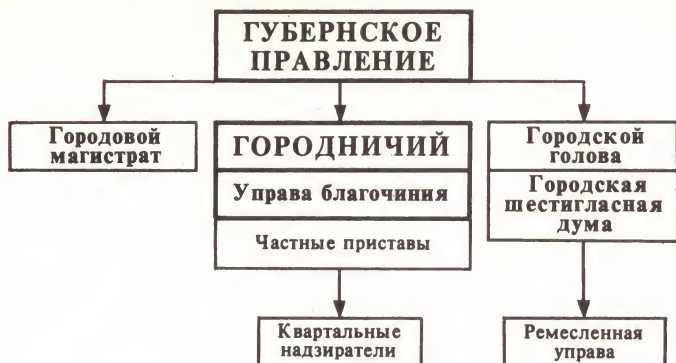 ГУБЕРНСКОЕ
ПРАВЛЕНИЕ
Городовой
магистрат
ГОРОДНИЧИЙ
Управа благочиния
Частные приставы
Городской
голова
Городская
шестигласная
дума
Квартальные
надзиратели
Ремесленная
управа